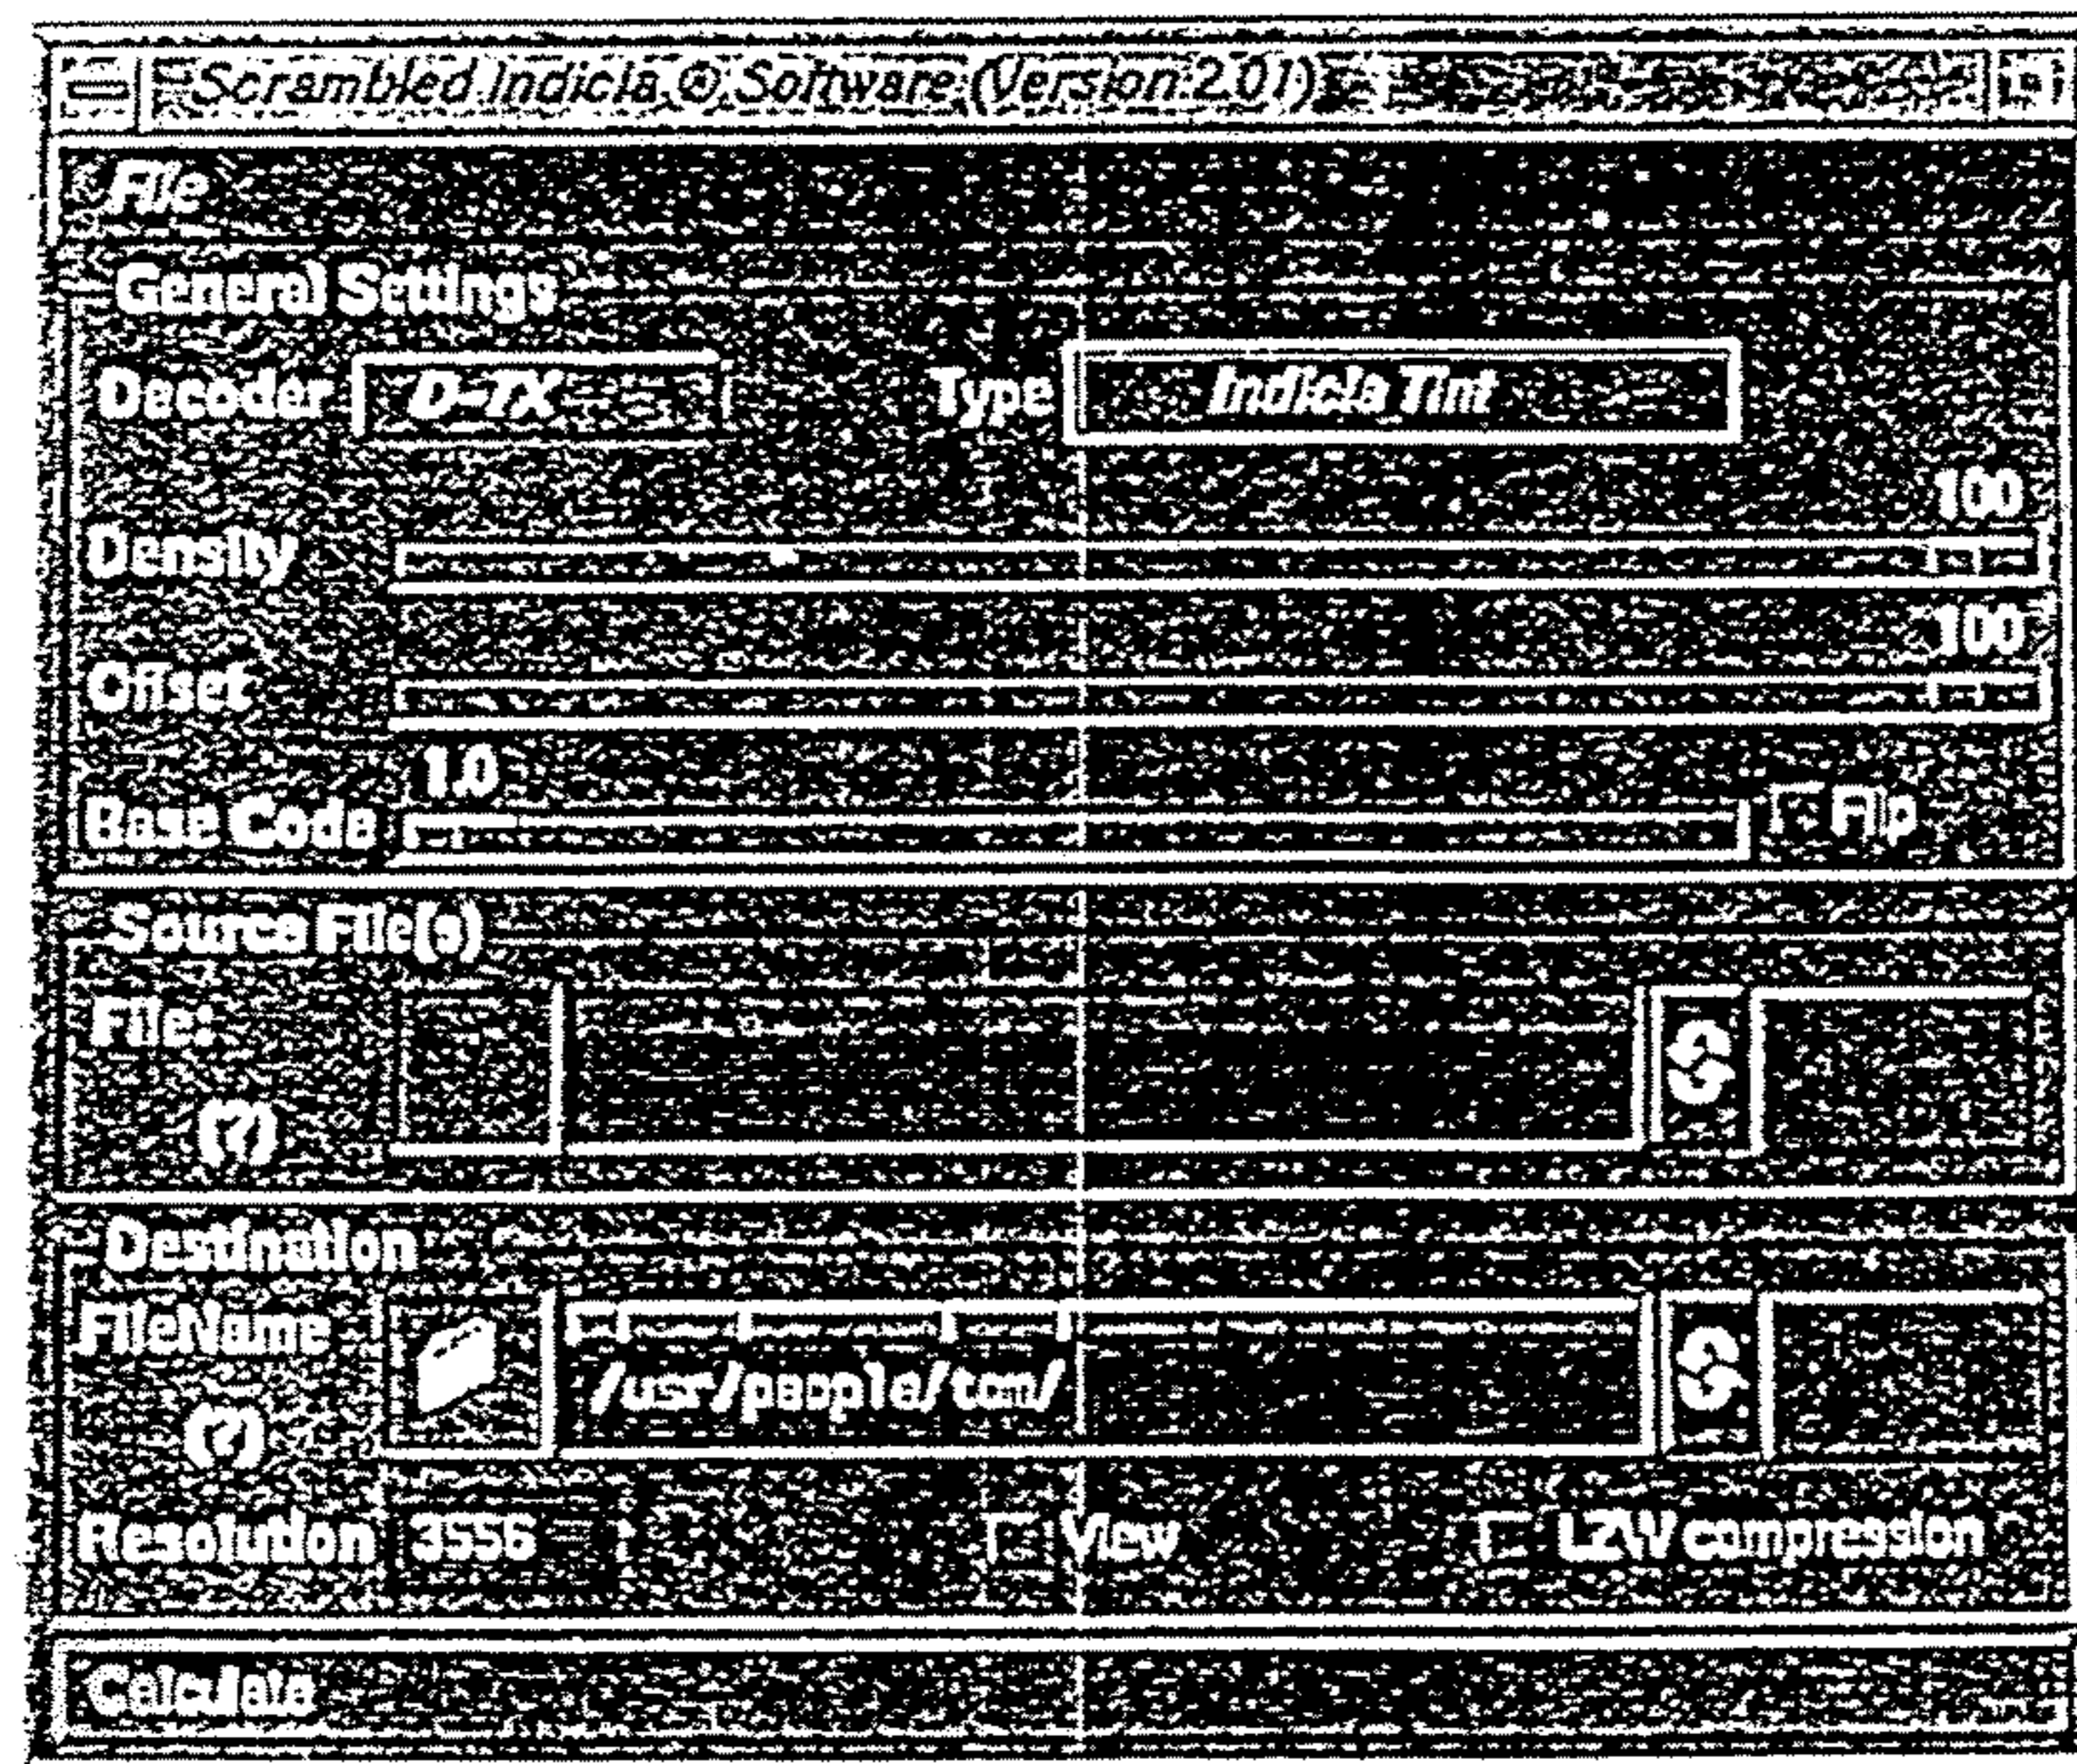 Scrambled Indicia © Software (Version 2.01)
File
General Settings
Decoder D-7X Type Indicia Tint
100
Density
100
Offset
1.0
Base Code Flip
Source File(s)
File:
(?)
Destination
FileName
/usr/people/tom/
(?)
Resolution 3556 View LZW compression
Calculate